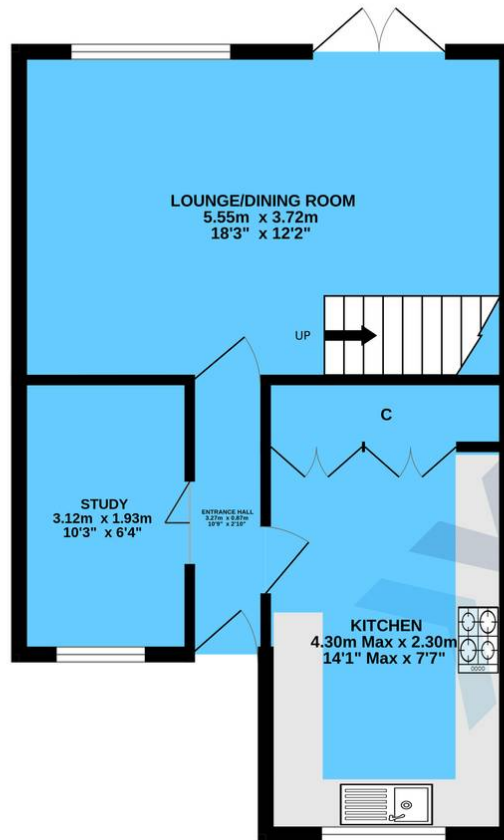 LOUNGE/DINING ROOM
5.55m x 3.72m
18'3" x 12'2"
UP
C
STUDY
3.12m x 1.93m
10'3" x 6'4"
ENTRANCE HALL
3.27m x 0.87m
10'9" x 2'10"
KITCHEN
4.30m Max x 2.30m
14'1" Max x 7'7"